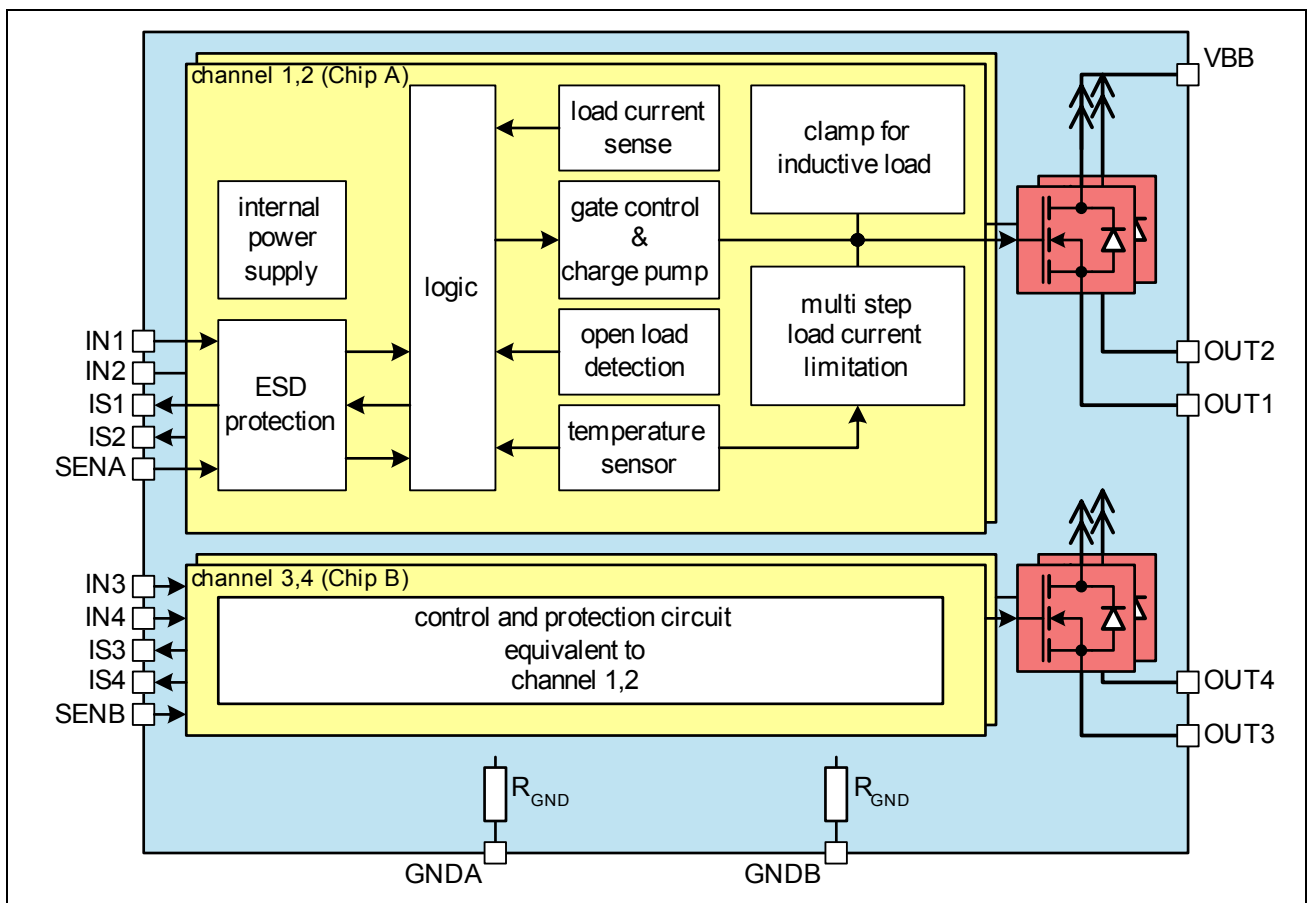 VBB
channel 1,2 (Chip A)
load current
sense
clamp for
inductive load
internal
power
supply
gate control
&
charge pump
logic
multi step
load current
limitation
open load
detection
ESD
protection
temperature
sensor
IN1
IN2
IS1
IS2
SENA
OUT2
OUT1
channel 3,4 (Chip B)
control and protection circuit
equivalent to
channel 1,2
IN3
IN4
IS3
IS4
SENB
OUT4
OUT3
RGND
RGND
GNDA
GNDB